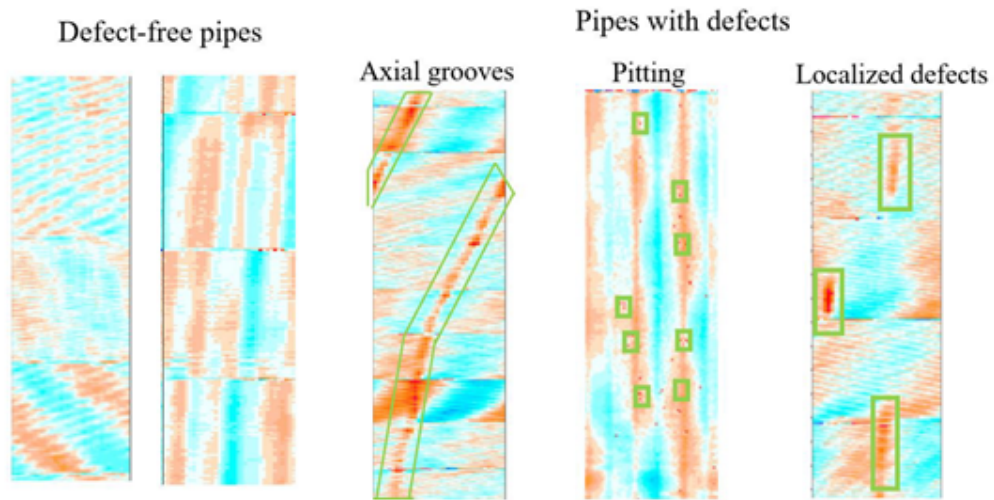 Defect-free pipes
Pipes with defects
Axial grooves
Pitting
Localized defects